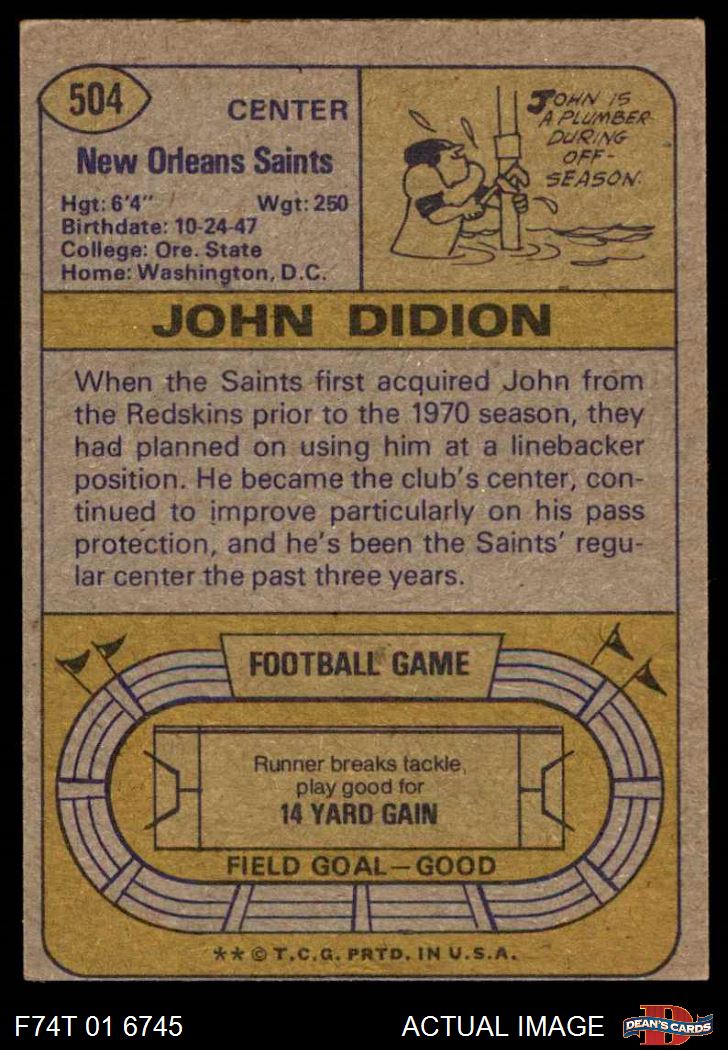 504
CENTER
New Orleans Saints
Hgt: 6'4" Wgt: 250
Birthdate: 10-24-47
College: Ore. State
Home: Washington, D.C.
JOHN IS
A PLUMBER
DURING
OFF-
SEASON.
JOHN DIDION
When the Saints first acquired John from
the Redskins prior to the 1970 season, they
had planned on using him at a linebacker
position. He became the club's center, con-
tinued to improve particularly on his pass
protection, and he's been the Saints' regu-
lar center the past three years.
FOOTBALL GAME
Runner breaks tackle,
play good for
14 YARD GAIN
FIELD GOAL—GOOD
** © T.C.G. PRTD. IN U.S.A.
F74T 01 6745 ACTUAL IMAGE
D
DEAN'S CARDS